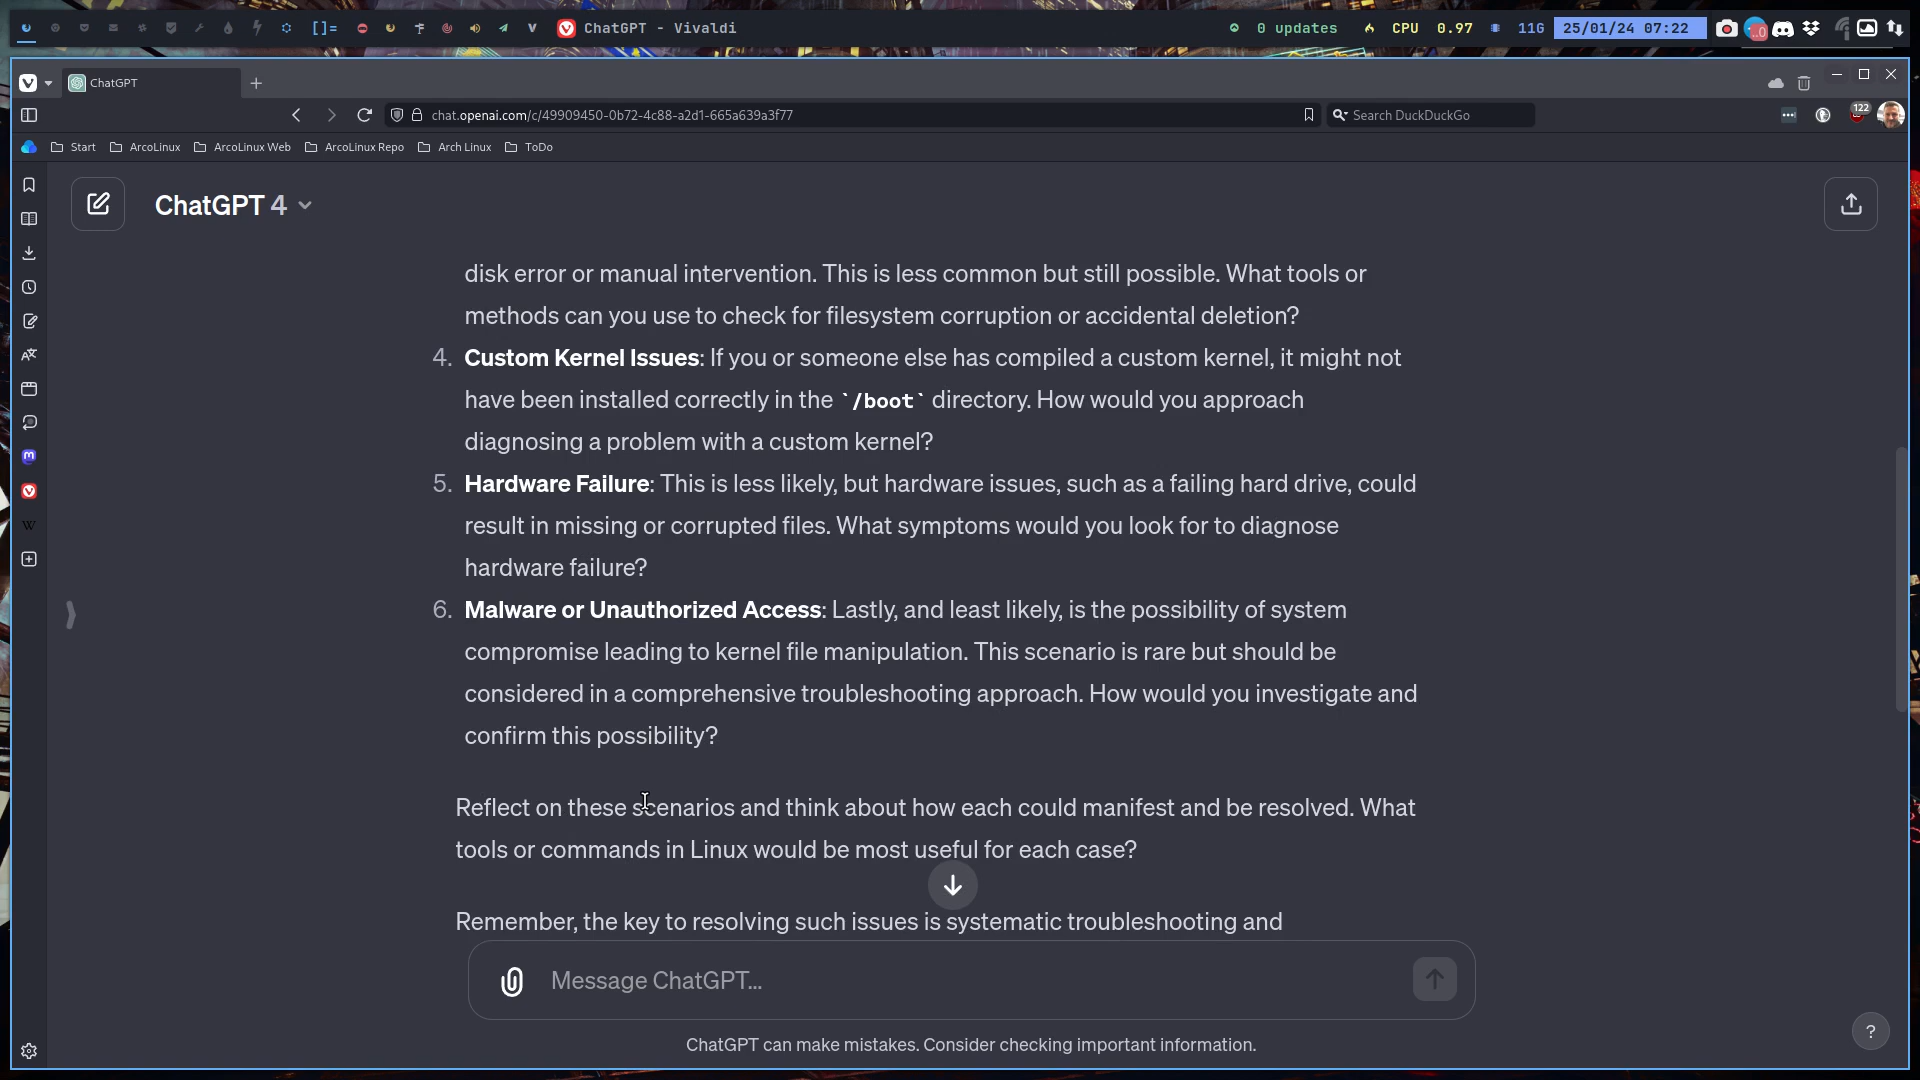 []=
V
ChatGPT - Vivaldi
0 updates
CPU 0.97
11G
25/01/24 07:22
ChatGPT
chat.openai.com/c/49909450-0b72-4c88-a2d1-665a639a3f77
Search DuckDuckGo
122
Start
ArcoLinux
ArcoLinux Web
ArcoLinux Repo
Arch Linux
ToDo
ChatGPT 4
disk error or manual intervention. This is less common but still possible. What tools or
methods can you use to check for filesystem corruption or accidental deletion?
4. Custom Kernel Issues: If you or someone else has compiled a custom kernel, it might not
have been installed correctly in the `/boot` directory. How would you approach
diagnosing a problem with a custom kernel?
5. Hardware Failure: This is less likely, but hardware issues, such as a failing hard drive, could
result in missing or corrupted files. What symptoms would you look for to diagnose
hardware failure?
6. Malware or Unauthorized Access: Lastly, and least likely, is the possibility of system
compromise leading to kernel file manipulation. This scenario is rare but should be
considered in a comprehensive troubleshooting approach. How would you investigate and
confirm this possibility?
Reflect on these scenarios and think about how each could manifest and be resolved. What
tools or commands in Linux would be most useful for each case?
Remember, the key to resolving such issues is systematic troubleshooting and
Message ChatGPT...
ChatGPT can make mistakes. Consider checking important information.
?